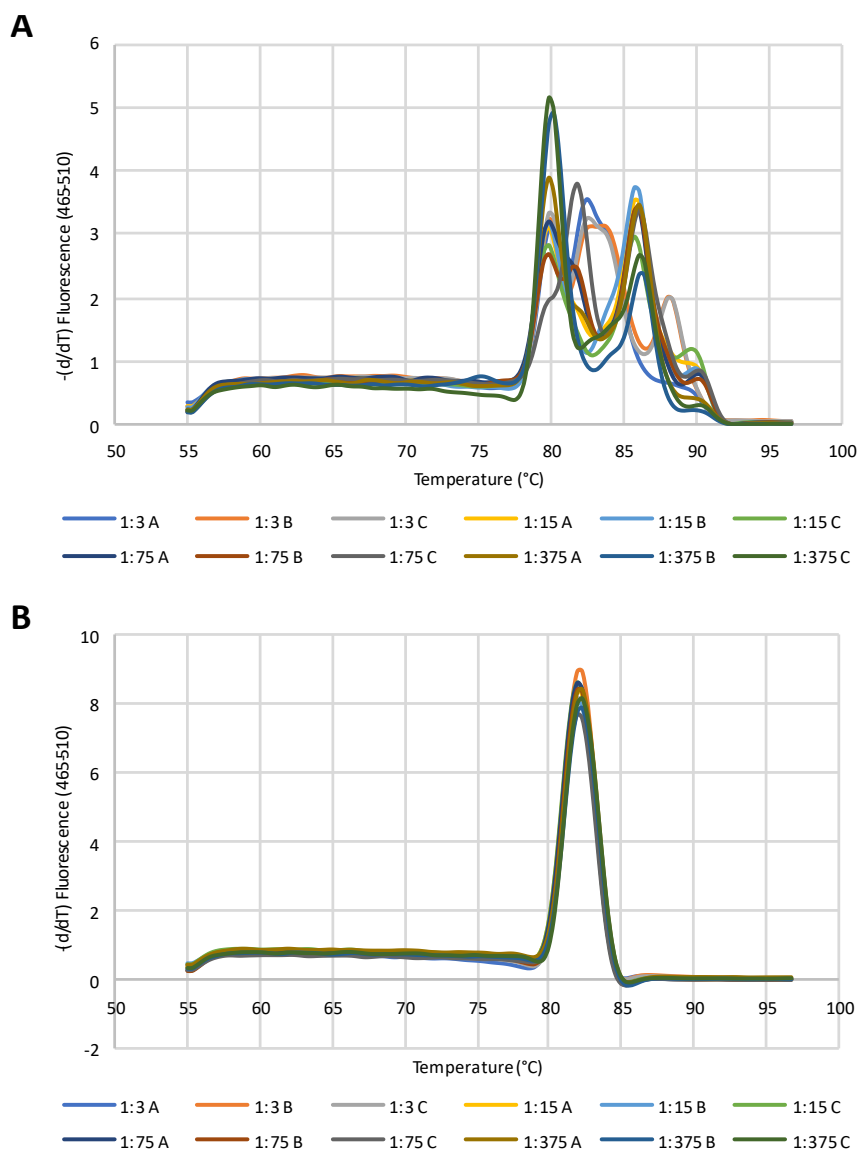 A
6
5
4
3
2
1
0
-(d/dT) Fluorescence (465-510)
50 55 60 65 70 75 80 85 90 95 100
Temperature (°C)
1:3 A 1:3 B 1:3 C 1:15 A 1:15 B 1:15 C
1:75 A 1:75 B 1:75 C 1:375 A 1:375 B 1:375 C
B
10
8
6
4
2
0
-2
-(d/dT) Fluorescence (465-510)
50 55 60 65 70 75 80 85 90 95 100
Temperature (°C)
1:3 A 1:3 B 1:3 C 1:15 A 1:15 B 1:15 C
1:75 A 1:75 B 1:75 C 1:375 A 1:375 B 1:375 C